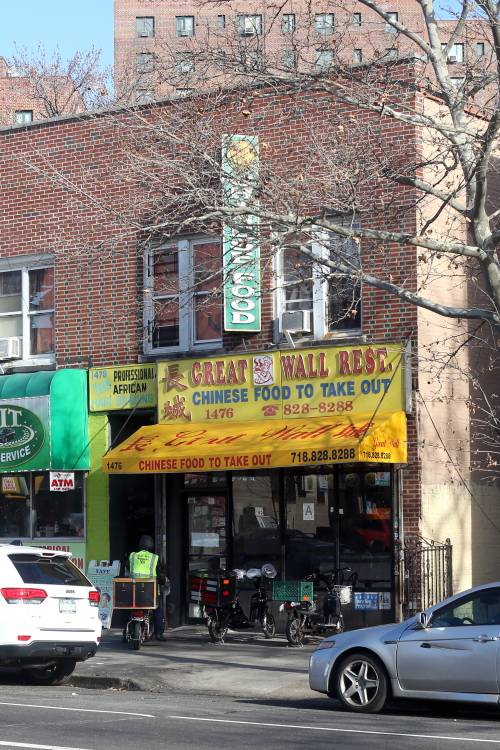 FOOD
1478 PROFESSIONAL
AFRICAN
長城
GREAT WALL REST.
CHINESE FOOD TO TAKE OUT
1476 ☎ 828-8288
1476 CHINESE FOOD TO TAKE OUT 718.828.8288
718.828.8288
IT
SERVICE
ATM
A